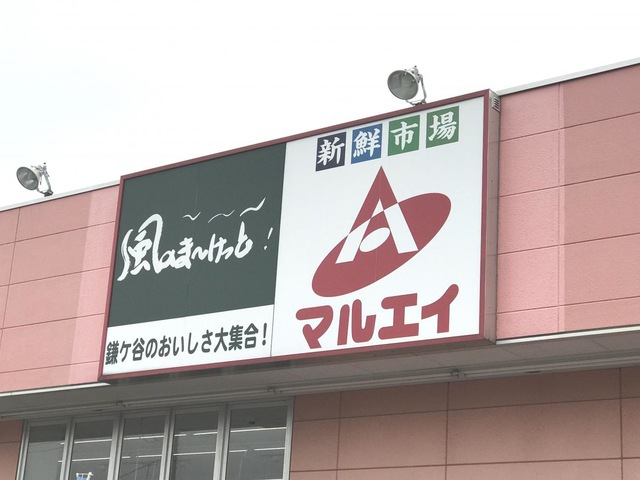 風のま〜けっと！
鎌ケ谷のおいしさ大集合！
新鮮市場
マルエイ